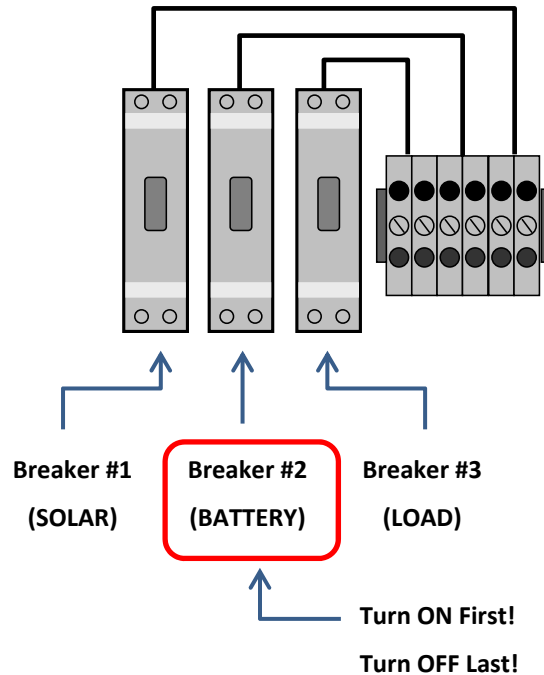 Breaker #1
(SOLAR)
Breaker #2
(BATTERY)
Breaker #3
(LOAD)
Turn ON First!
Turn OFF Last!